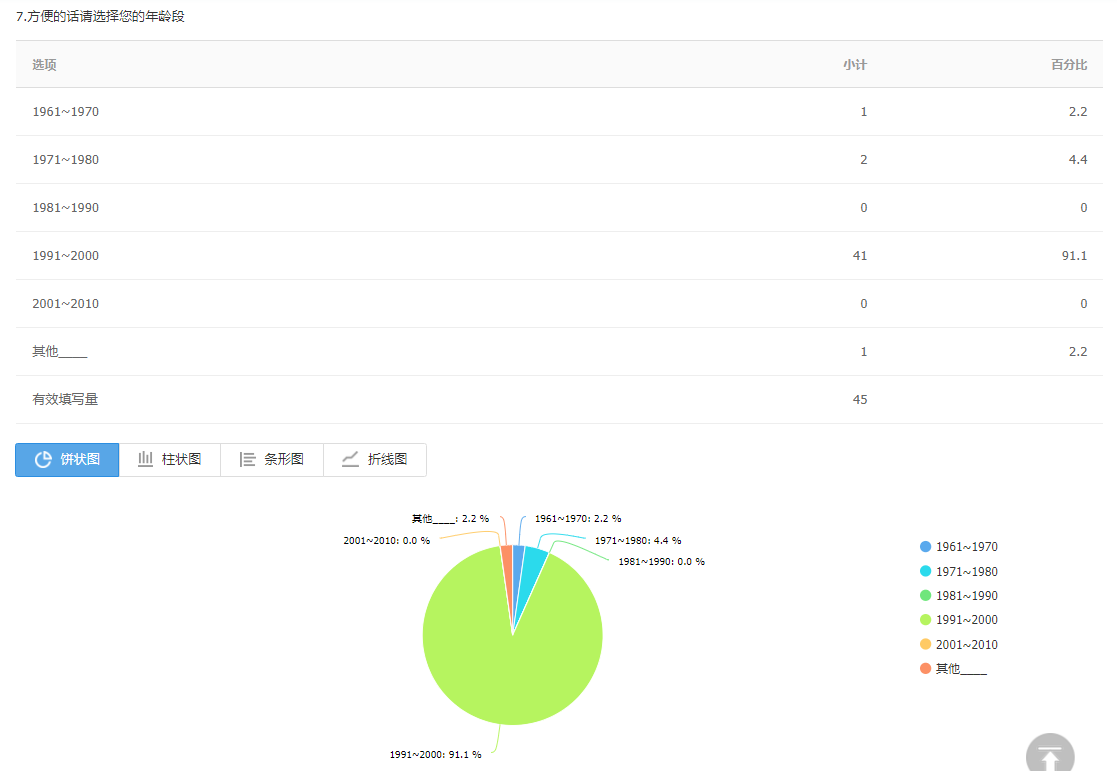 7.方便的话请选择您的年龄段
选项 小计 百分比
1961~1970 1 2.2
1971~1980 2 4.4
1981~1990 0 0
1991~2000 41 91.1
2001~2010 0 0
其他____ 1 2.2
有效填写量 45
饼状图 柱状图 条形图 折线图
其他____: 2.2 % 1961~1970: 2.2 %
2001~2010: 0.0 % 1971~1980: 4.4 %
1981~1990: 0.0 %
1991~2000: 91.1 %
1961~1970
1971~1980
1981~1990
1991~2000
2001~2010
其他____